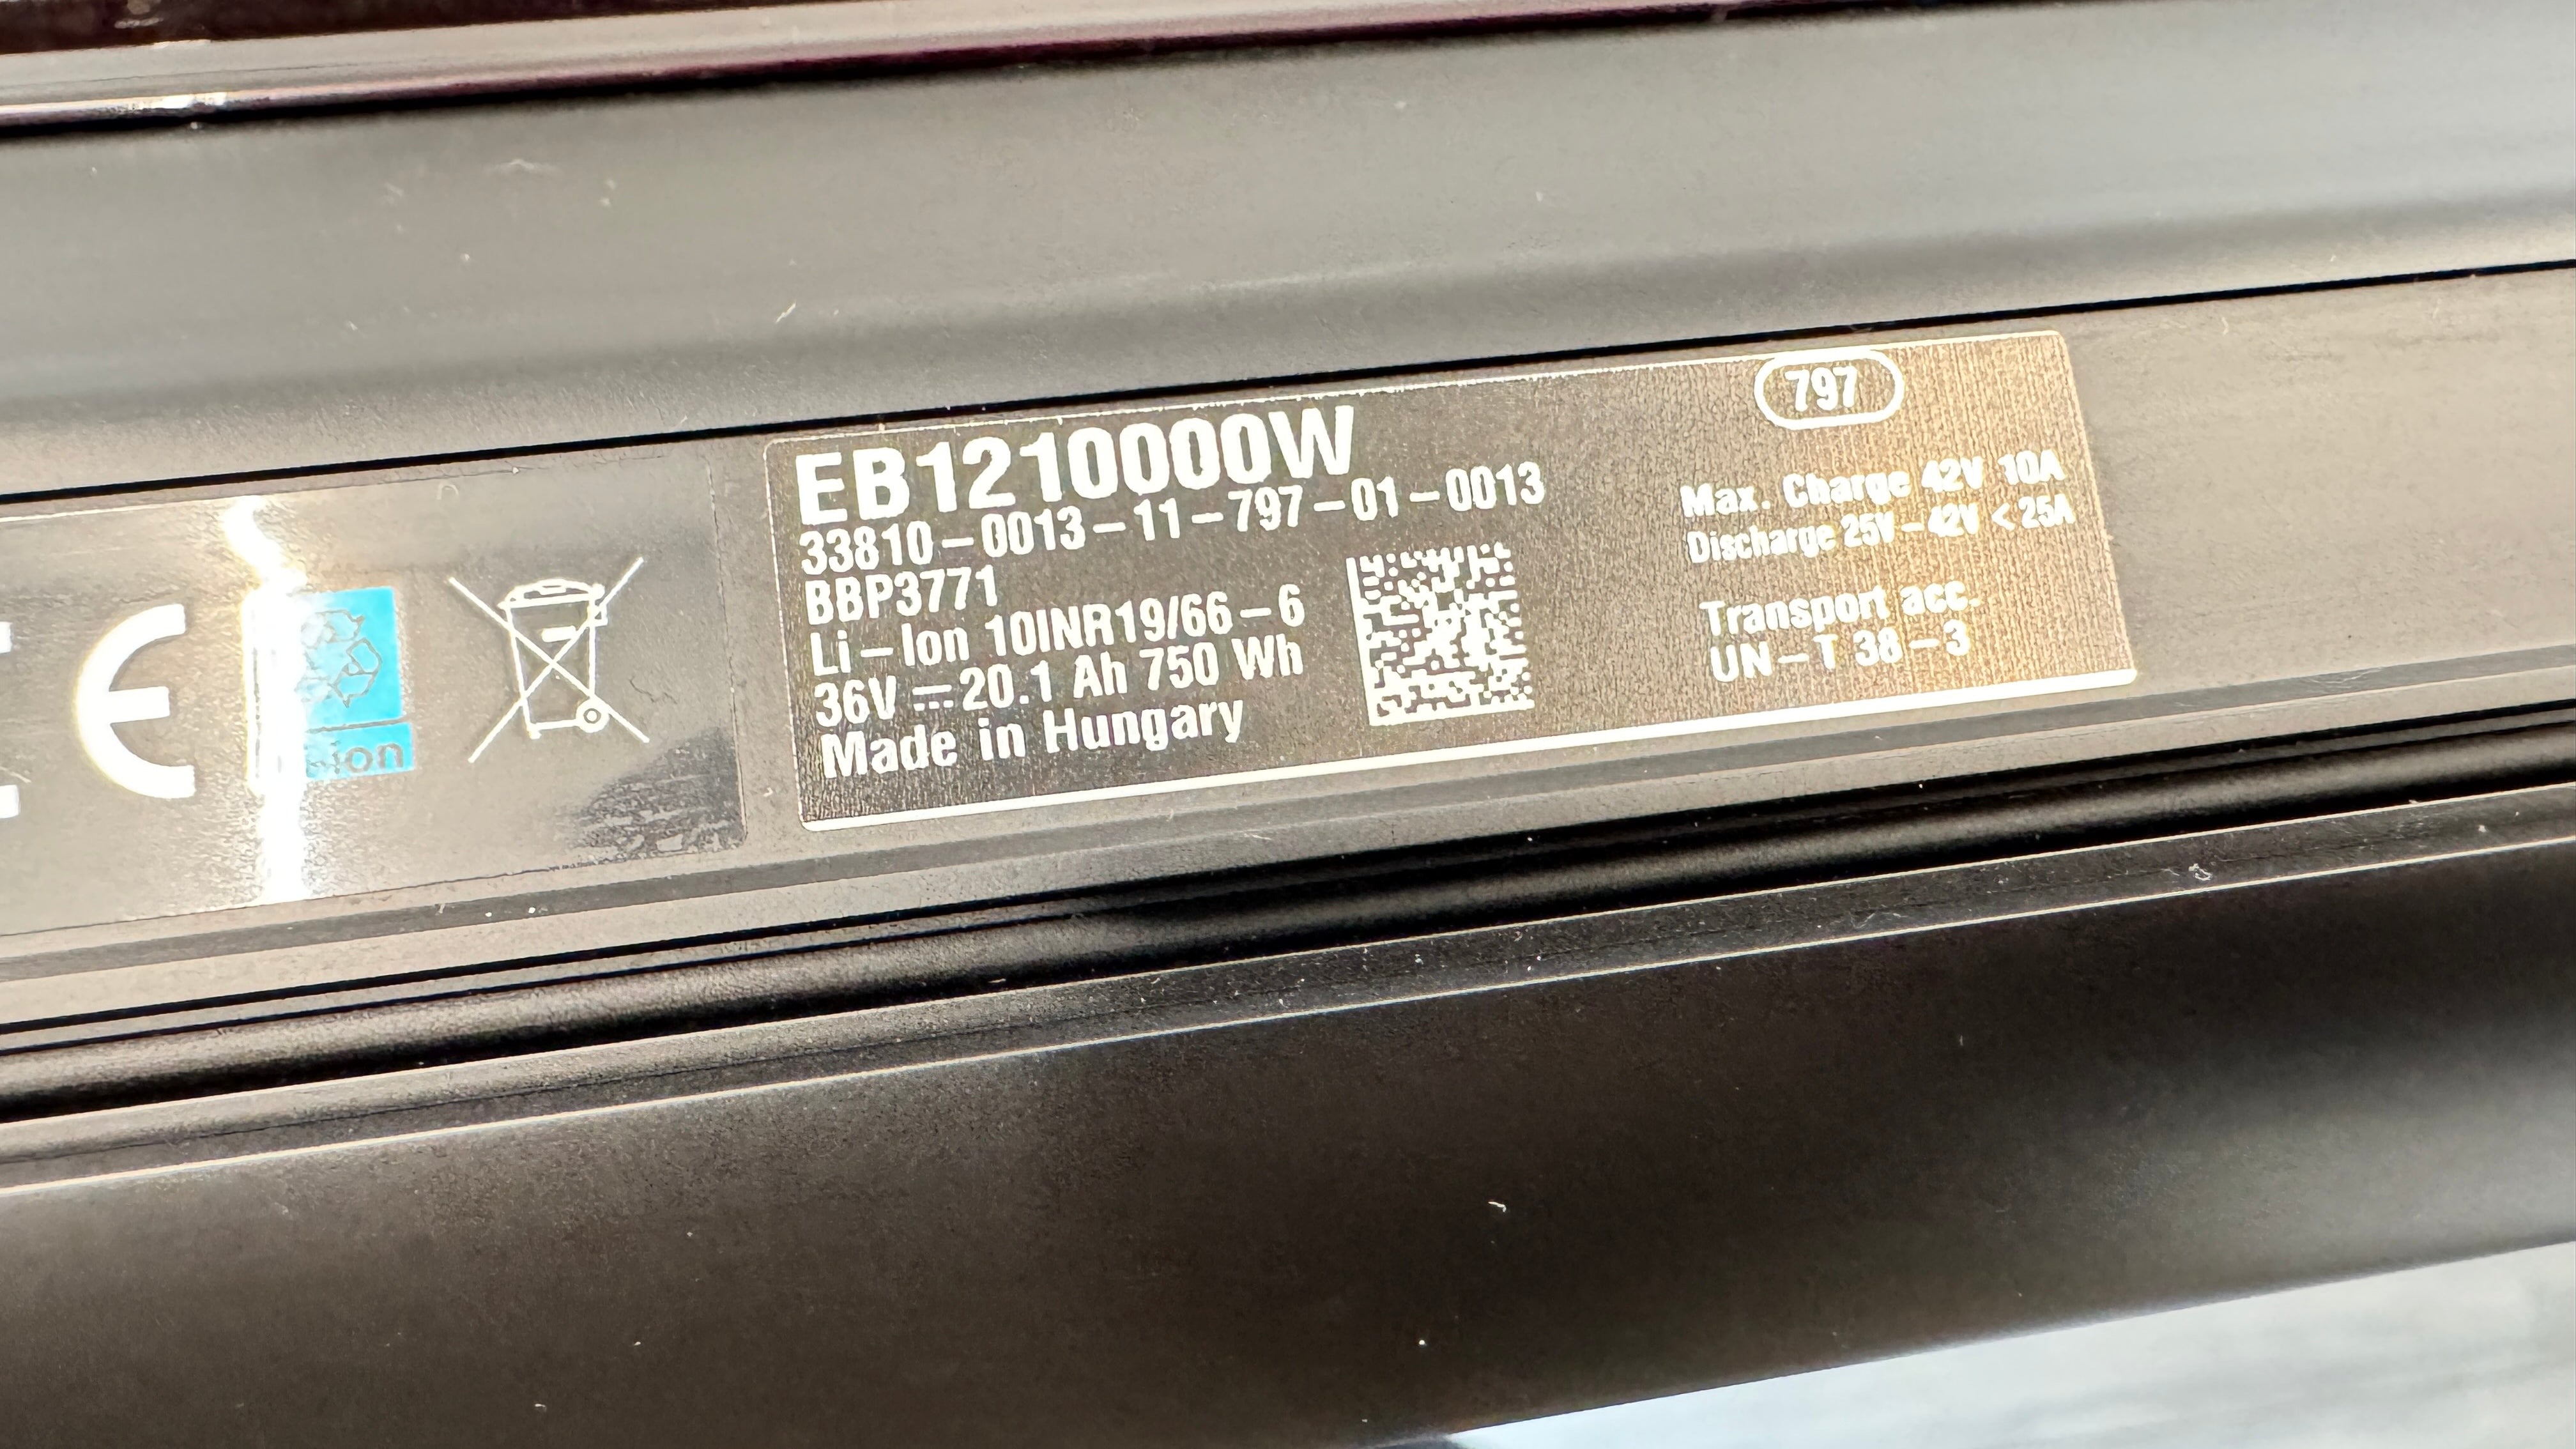 EB1210000W
33810-0013-11-797-01-0013
BBP3771
Li-Ion 10INR19/66-6
36V ⎓ 20.1 Ah 750 Wh
Made in Hungary
797
Max. Charge 42V 10A
Discharge 25V-42V < 25A
Transport acc.
UN-T 38-3
CE